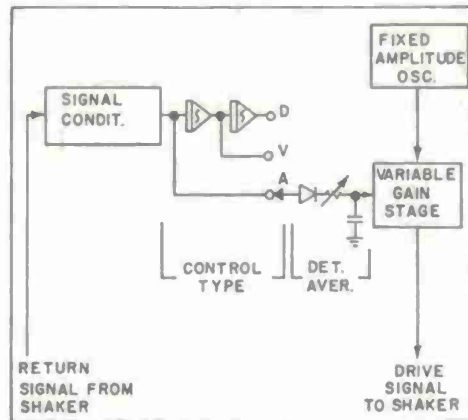 FIXED
AMPLITUDE
OSC.
SIGNAL
CONDIT.
D
V
A
VARIABLE
GAIN
STAGE
CONTROL
TYPE
DET.
AVER.
RETURN
SIGNAL FROM
SHAKER
DRIVE
SIGNAL
TO SHAKER